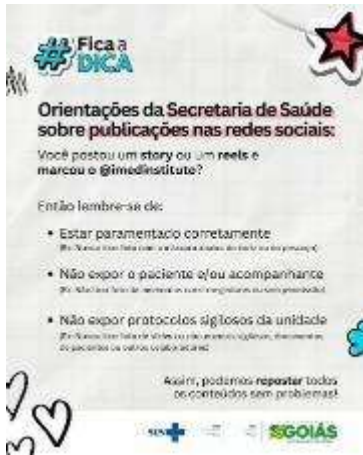 #Fica a
DICA
Orientações da Secretaria de Saúde
sobre publicações nas redes sociais:
Você postou um story ou um reels e
marcou o @imedinstitute?
Então lembre-se de:
• Estar paramentado corretamente
• Não expor o paciente e/ou acompanhante
• Não expor protocolos sigilosos da unidade
Assim, podemos repostar todos
os conteúdos sem problemas!
SUS
GOIÁS